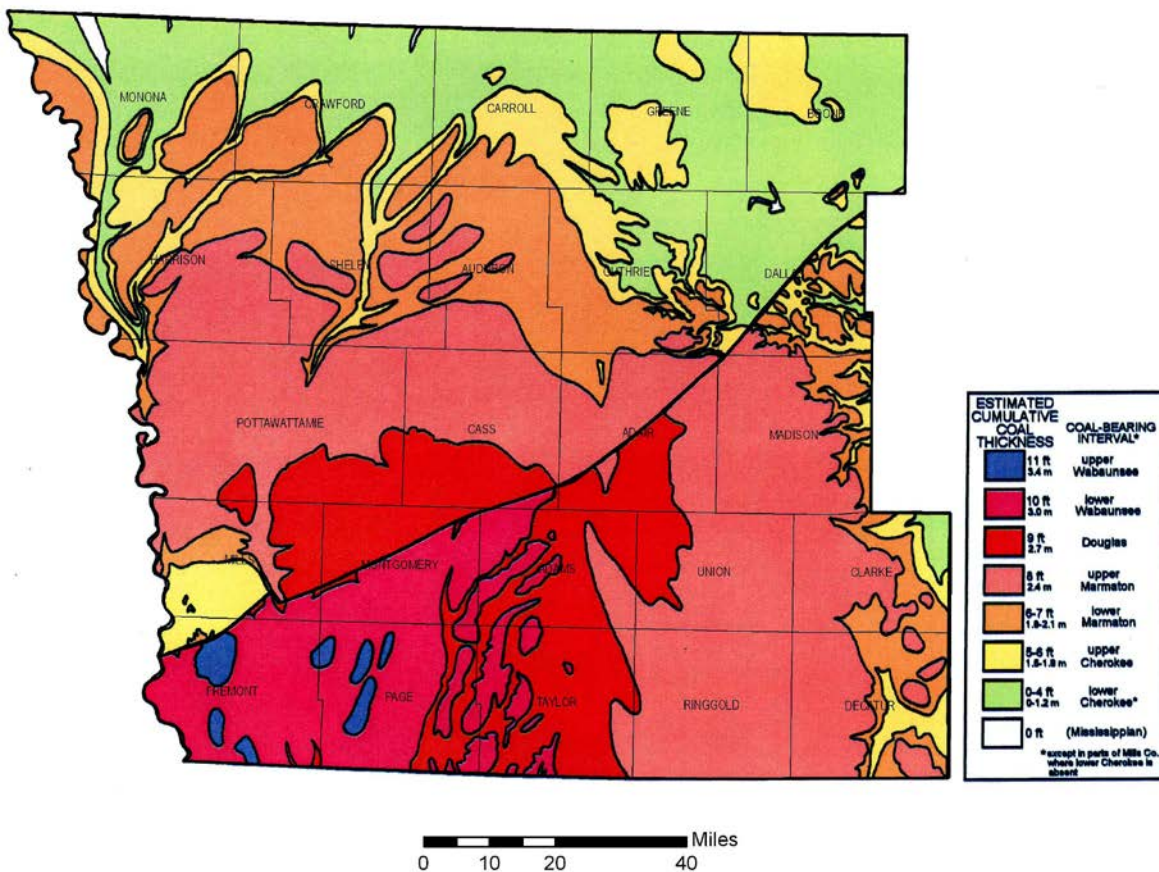 MONONA
CRAWFORD
CARROLL
GREENE
BOONE
HARRISON
SHELBY
AUDUBON
GUTHRIE
DALLAS
POTTAWATTAMIE
CASS
ADAIR
MADISON
MILLS
MONTGOMERY
ADAMS
UNION
CLARKE
FREMONT
PAGE
TAYLOR
RINGGOLD
DECATUR
ESTIMATED
CUMULATIVE
COAL
THICKNESS
COAL-BEARING
INTERVAL*
11 ft upper
3.4 m Wabaunsee
10 ft lower
3.0 m Wabaunsee
9 ft Douglas
2.7 m
8 ft upper
2.4 m Marmaton
6-7 ft lower
1.8-2.1 m Marmaton
5-6 ft upper
1.5-1.8 m Cherokee
0-4 ft lower
0-1.2 m Cherokee*
0 ft (Mississippian)
*except in parts of Mills Co.
where lower Cherokee is
absent
Miles
0 10 20 40